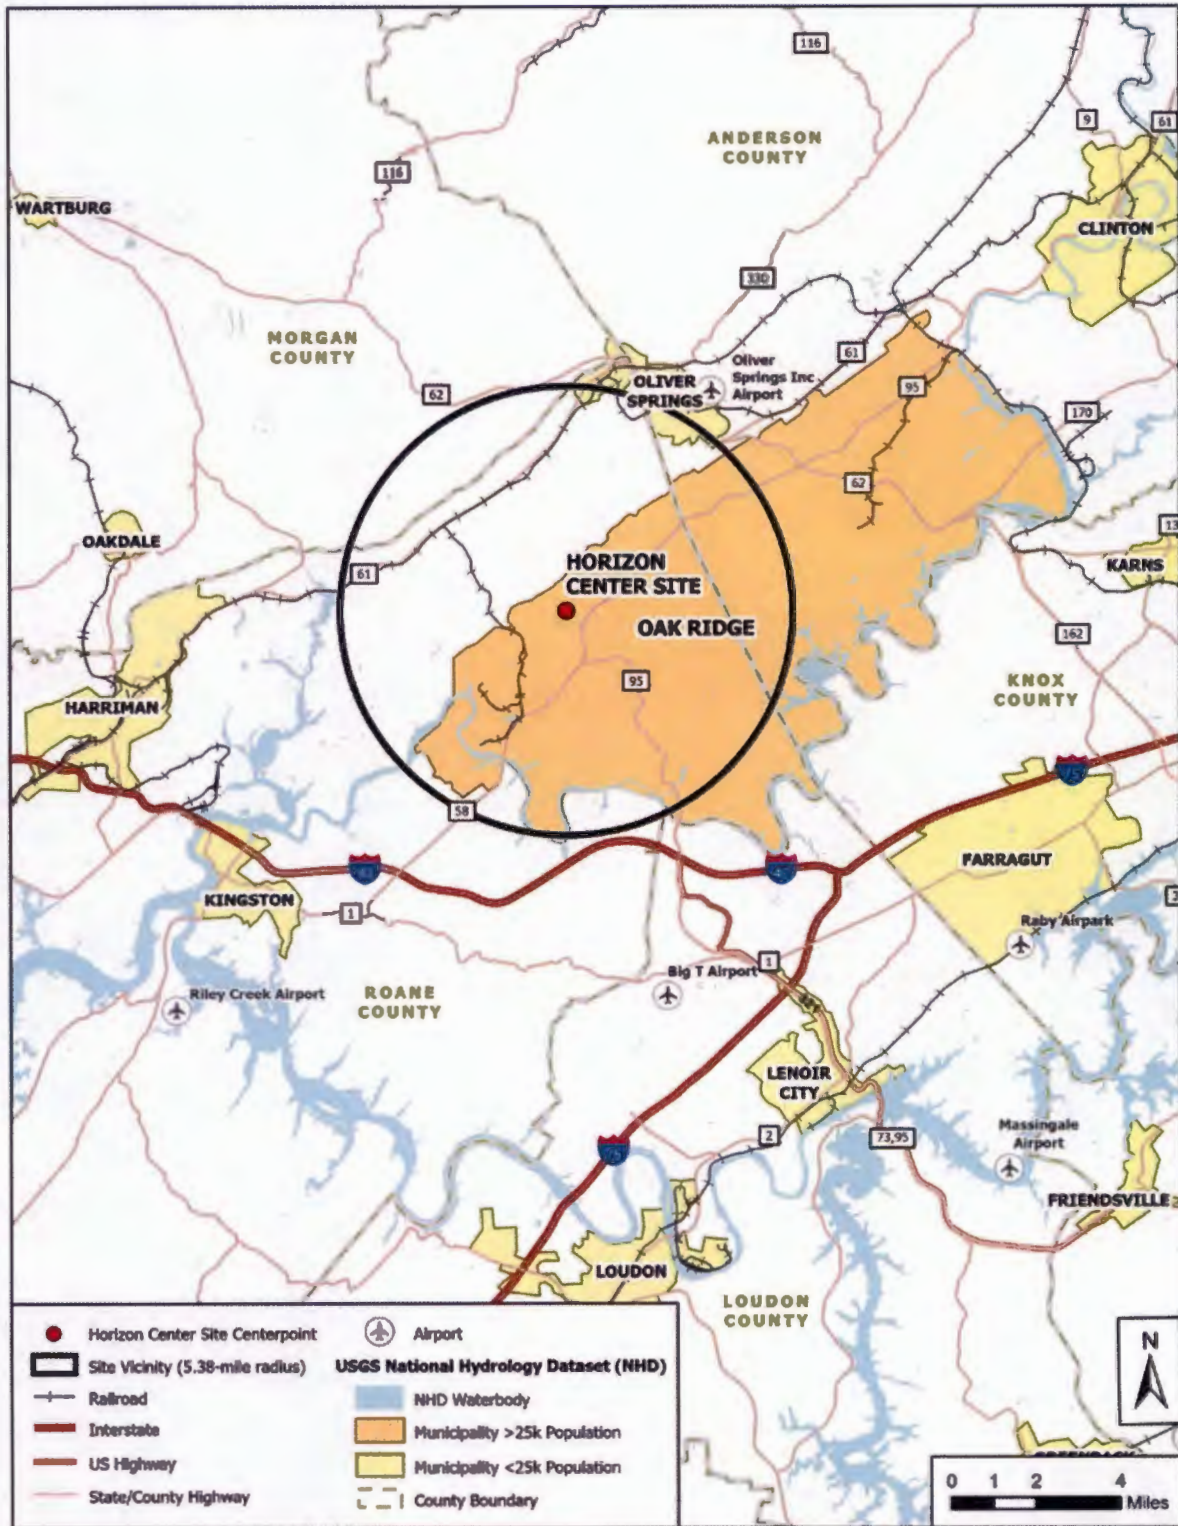 116
9
61
ANDERSON
COUNTY
116
WARTBURG
CLINTON
330
MORGAN
COUNTY
61
Oliver
Springs Inc
Airport
OLIVER
SPRINGS
62
95
170
62
OAKDALE
61
HORIZON
CENTER SITE
KARNS
OAK RIDGE
162
95
KNOX
COUNTY
HARRIMAN
75
58
FARRAGUT
KINGSTON
1
Raby Airpark
1
Big T Airport
Riley Creek Airport
ROANE
COUNTY
LENOIR
CITY
Massingale
Airport
2
73,95
75
FRIENDSVILLE
LOUDON
LOUDON
COUNTY
Horizon Center Site Centerpoint
Airport
Site Vicinity (5.38-mile radius)
USGS National Hydrology Dataset (NHD)
Railroad
NHD Waterbody
Interstate
Municipality >25k Population
US Highway
Municipality <25k Population
State/County Highway
County Boundary
N
0 1 2 4
Miles